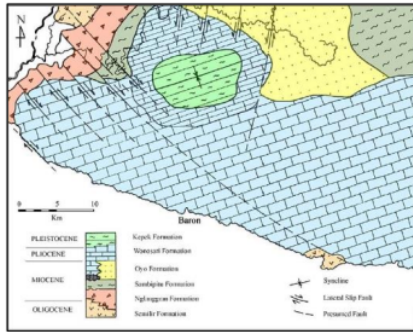 N
0 5 10
Km
Baron
PLEISTOCENE
PLIOCENE
MIOCENE
OLIGOCENE
Kepek Formation
Wonosari Formation
Oyo Formation
Sambipitu Formation
Nglanggran Formation
Semilir Formation
Syncline
Lateral Slip Fault
Presumed Fault